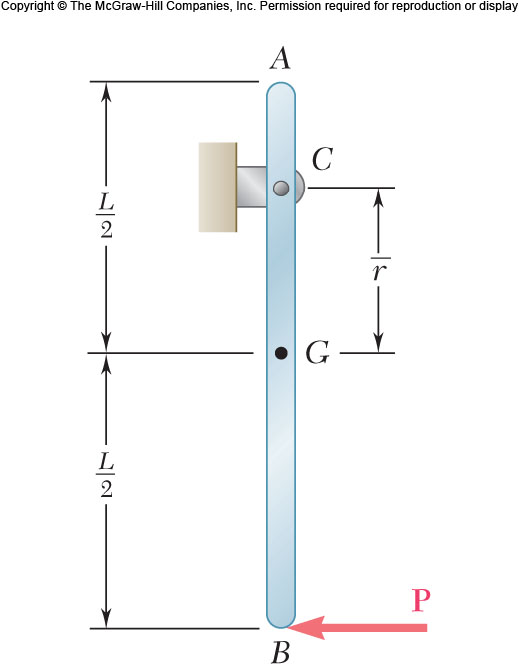 Copyright © The McGraw-Hill Companies, Inc. Permission required for reproduction or display
A
C
L
2
r̅
G
L
2
P
B